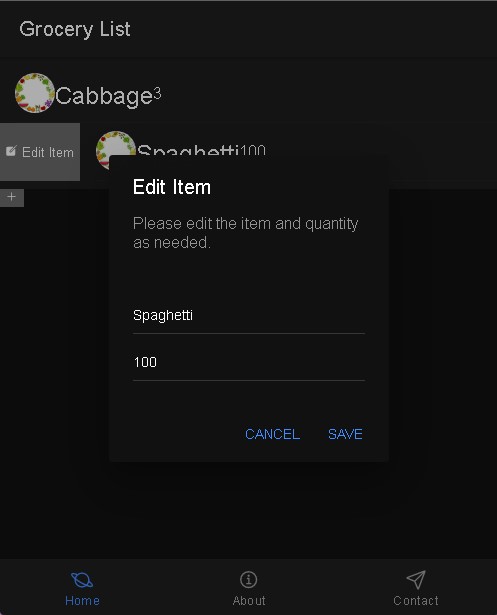 Grocery List
Cabbage3
Edit Item
Spaghetti100
+
Edit Item
Please edit the item and quantity
as needed.
Spaghetti
100
CANCEL SAVE
Home About Contact